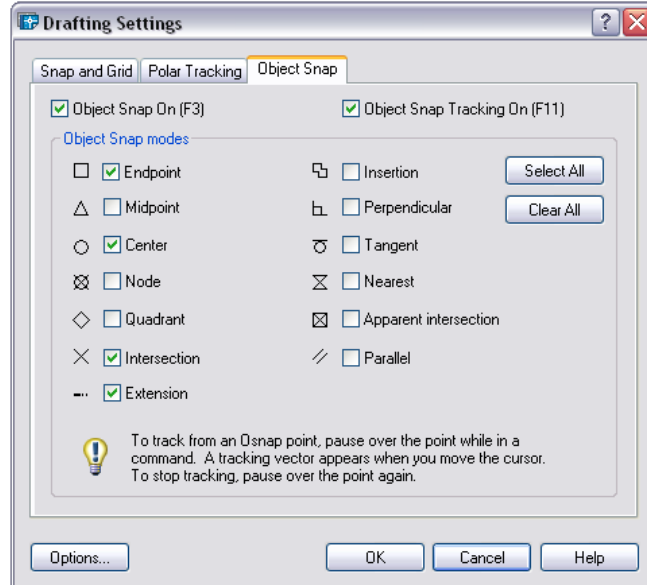 Drafting Settings
Snap and Grid Polar Tracking Object Snap
Object Snap On (F3) Object Snap Tracking On (F11)
Object Snap modes
Endpoint Insertion Select All
Midpoint Perpendicular Clear All
Center Tangent
Node Nearest
Quadrant Apparent intersection
Intersection Parallel
Extension
To track from an Osnap point, pause over the point while in a
command. A tracking vector appears when you move the cursor.
To stop tracking, pause over the point again.
Options... OK Cancel Help